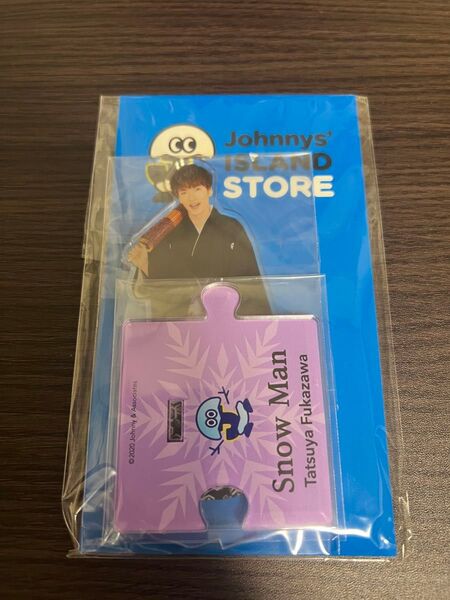 Johnnys'
ISLAND
STORE
Snow Man
Tatsuya Fukazawa
©2020 Johnny & Associates